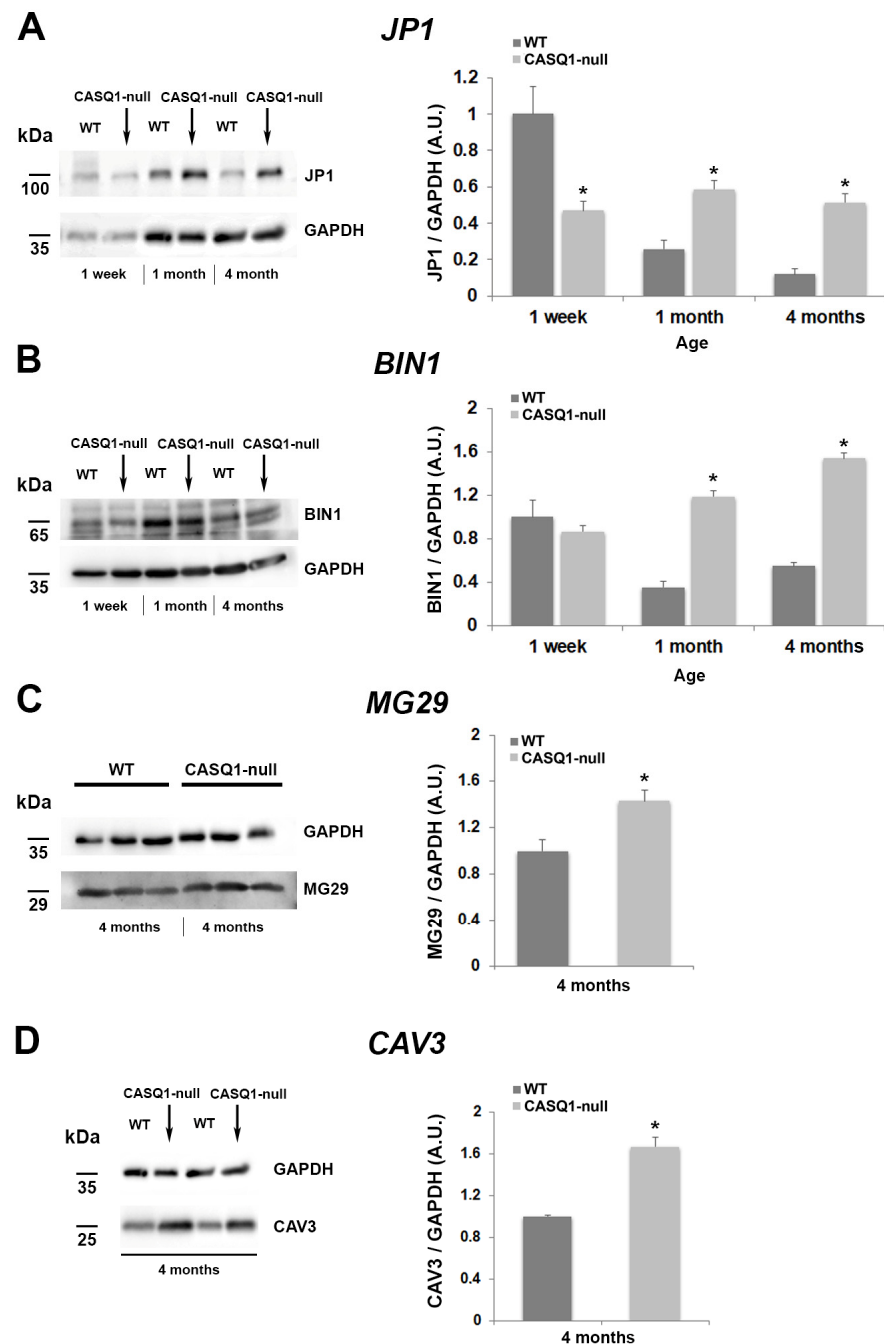 A
JP1
WT
CASQ1-null
CASQ1-null CASQ1-null CASQ1-null
kDa WT WT WT
100 JP1
35 GAPDH
1 week 1 month 4 month
JP1 / GAPDH (A.U.)
1.2
1
0.8
0.6
0.4
0.2
0
* * *
1 week 1 month 4 months
Age
B
BIN1
WT
CASQ1-null
CASQ1-null CASQ1-null CASQ1-null
kDa WT WT WT
65 BIN1
35 GAPDH
1 week 1 month 4 months
BIN1 / GAPDH (A.U.)
2
1.6
1.2
0.8
0.4
0
* *
1 week 1 month 4 months
Age
C
MG29
WT
CASQ1-null
WT CASQ1-null
kDa
35 GAPDH
29 MG29
4 months 4 months
MG29 / GAPDH (A.U.)
2
1.6
1.2
0.8
0.4
0
*
4 months
D
CAV3
WT
CASQ1-null
CASQ1-null CASQ1-null
kDa WT WT
35 GAPDH
25 CAV3
4 months
CAV3 / GAPDH (A.U.)
2
1.6
1.2
0.8
0.4
0
*
4 months